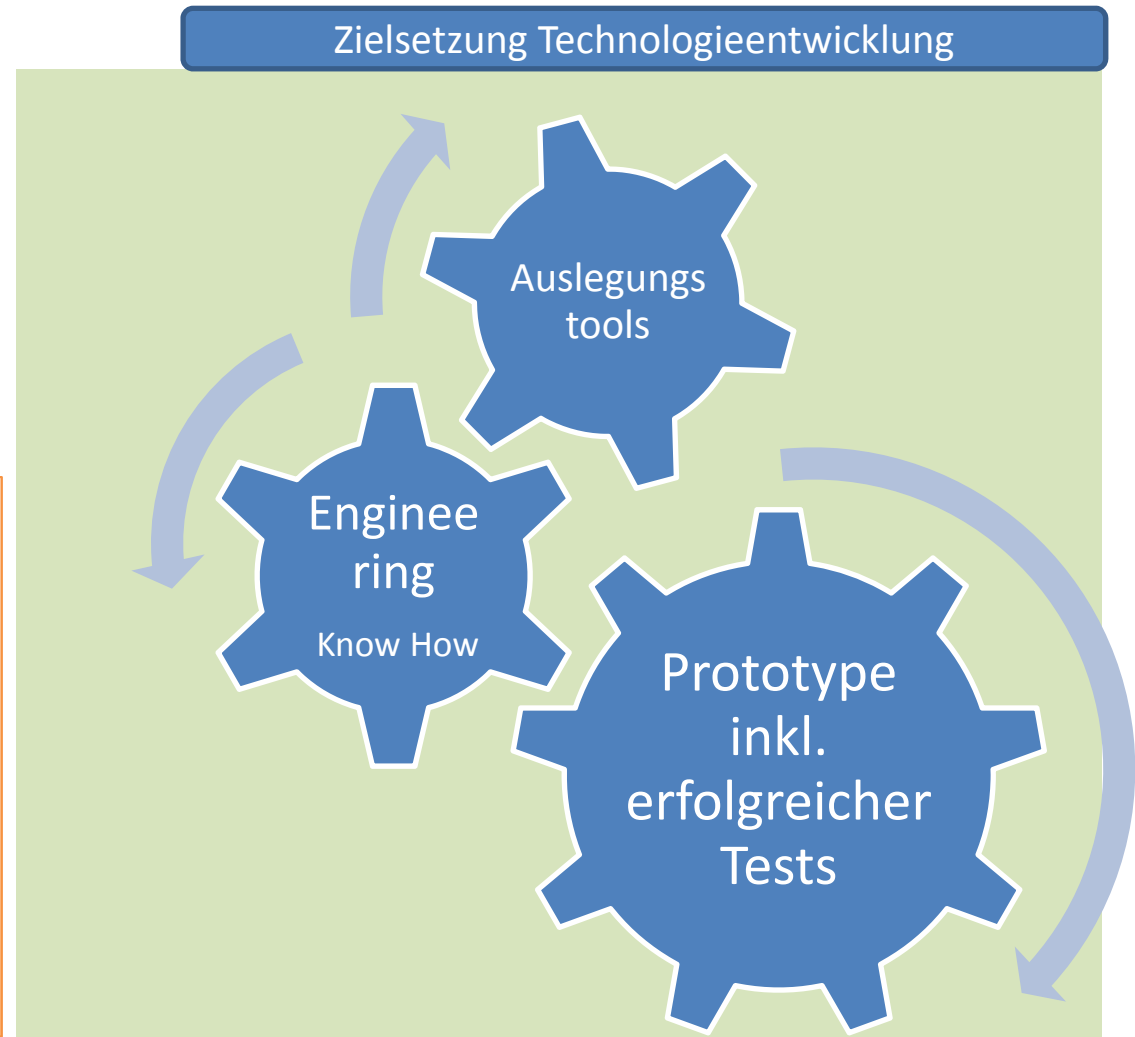 Zielsetzung Technologieentwicklung
Auslegungs
tools
Enginee
ring
Know How
Prototype
inkl.
erfolgreicher
Tests